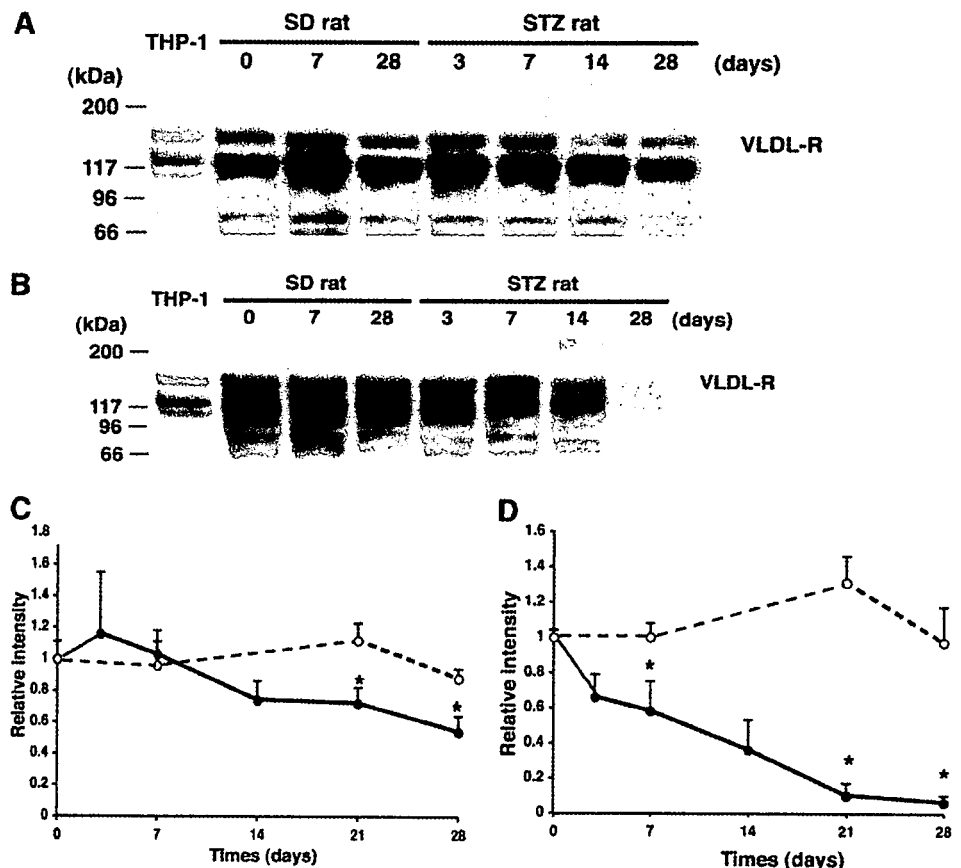 A
THP-1 SD rat STZ rat
(kDa) 0 7 28 3 7 14 28 (days)
200
VLDL-R
117
96
66
B
THP-1 SD rat STZ rat
(kDa) 0 7 28 3 7 14 28 (days)
200
VLDL-R
117
96
66
C
1.8
1.6
1.4
1.2
1
0.8
0.6
0.4
0.2
0
Relative Intensity
* *
0 7 14 21 28
Times (days)
D
1.6
1.4
1.2
1
0.8
0.6
0.4
0.2
0
Relative Intensity
* * *
0 7 14 21 28
Times (days)